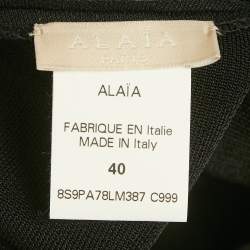 ALAÏA
PARIS
ALAÏA
FABRIQUE EN Italie
MADE IN Italy
40
8S9PA78LM387 C999